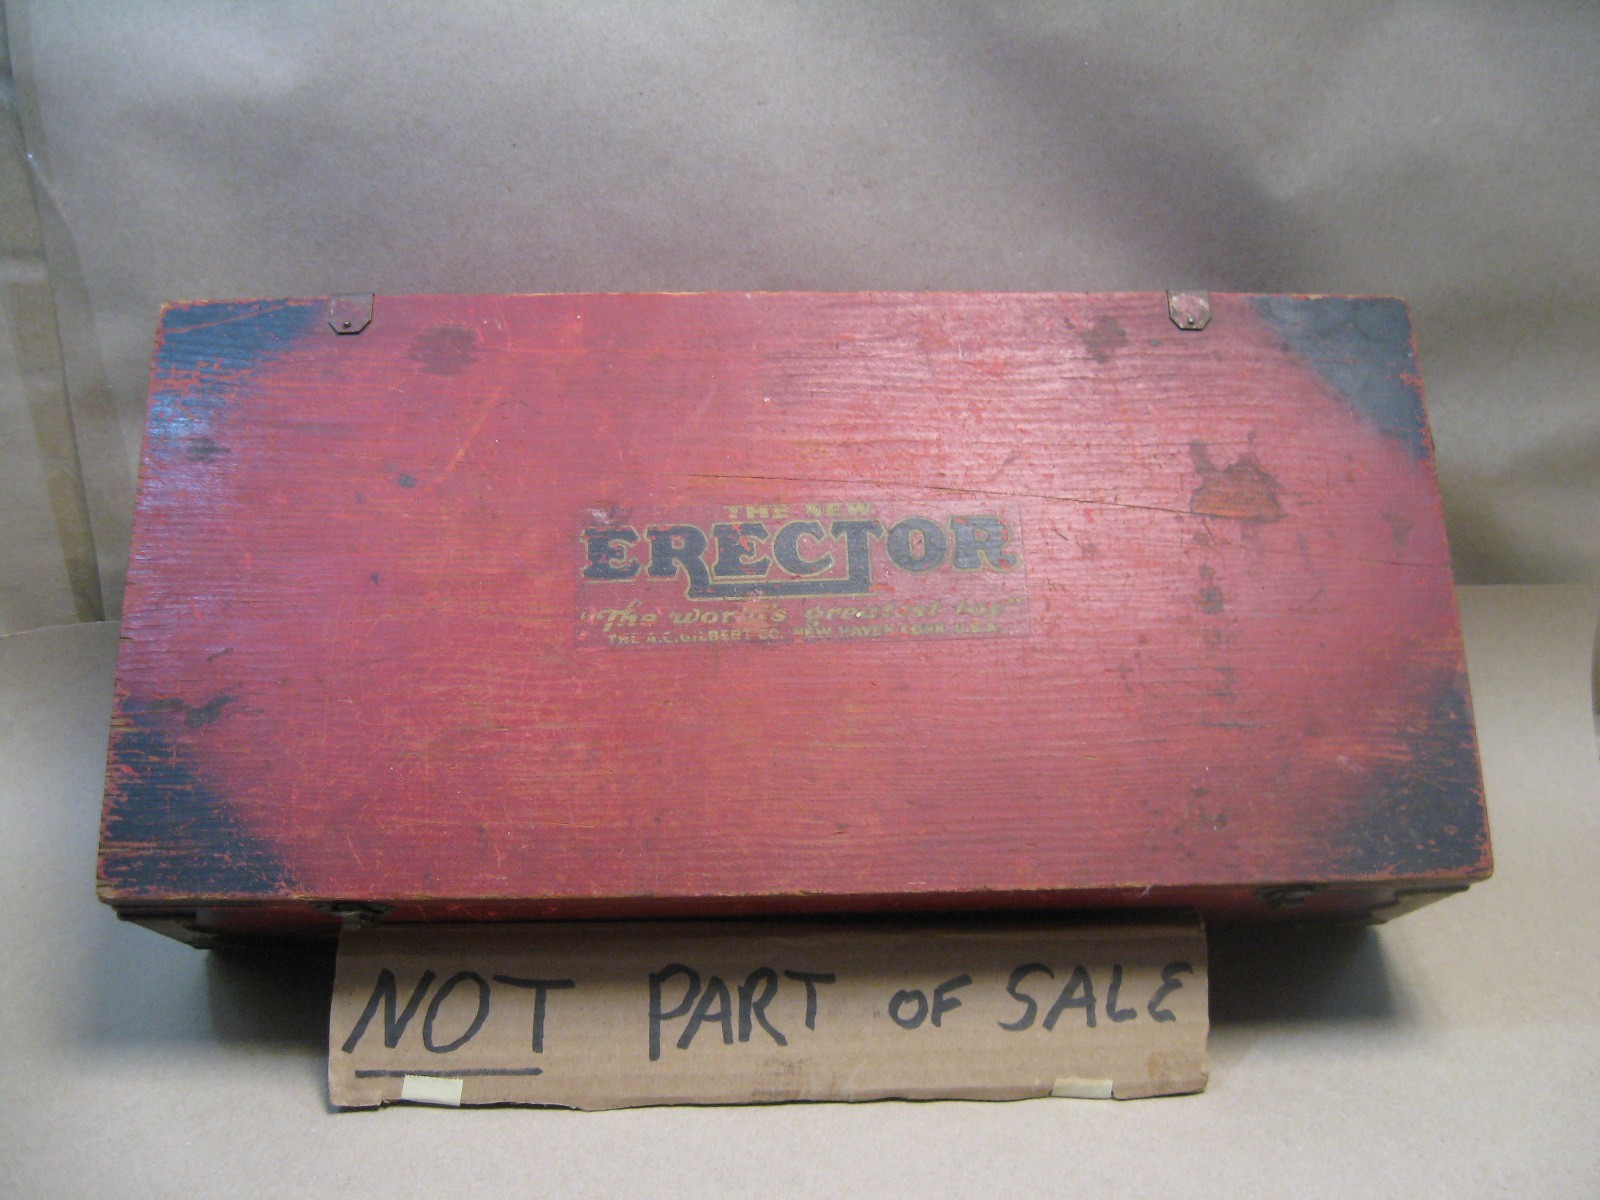 THE NEW
ERECTOR
"The world's greatest toy"
THE A.C. GILBERT CO. NEW HAVEN CONN. U.S.A.
NOT PART OF SALE